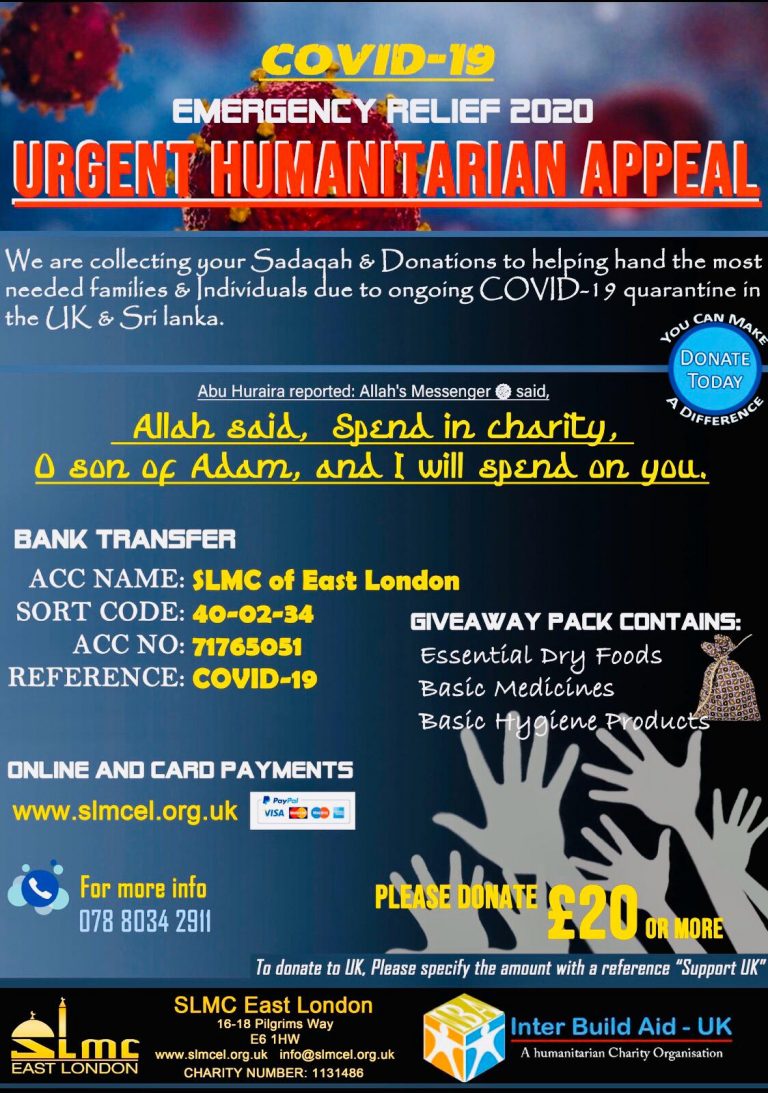 COVID-19
EMERGENCY RELIEF 2020
URGENT HUMANITARIAN APPEAL
We are collecting your Sadaqah & Donations to helping hand the most
needed families & Individuals due to ongoing COVID-19 quarantine in
the UK & Sri lanka.
YOU CAN MAKE
DONATE
TODAY
A DIFFERENCE
Abu Huraira reported: Allah's Messenger ﷺ said,
Allah said, Spend in charity,
O son of Adam, and I will spend on you.
BANK TRANSFER
ACC NAME: SLMC of East London
SORT CODE: 40-02-34
ACC NO: 71765051
REFERENCE: COVID-19
GIVEAWAY PACK CONTAINS:
Essential Dry Foods
Basic Medicines
Basic Hygiene Products
ONLINE AND CARD PAYMENTS
www.slmcel.org.uk
PayPal
VISA
For more info
078 8034 2911
PLEASE DONATE £20 OR MORE
To donate to UK, Please specify the amount with a reference “Support UK”
SLMC
EAST LONDON
SLMC East London
16-18 Pilgrims Way
E6 1HW
www.slmcel.org.uk info@slmcel.org.uk
CHARITY NUMBER: 1131486
IBA
Inter Build Aid - UK
A humanitarian Charity Organisation